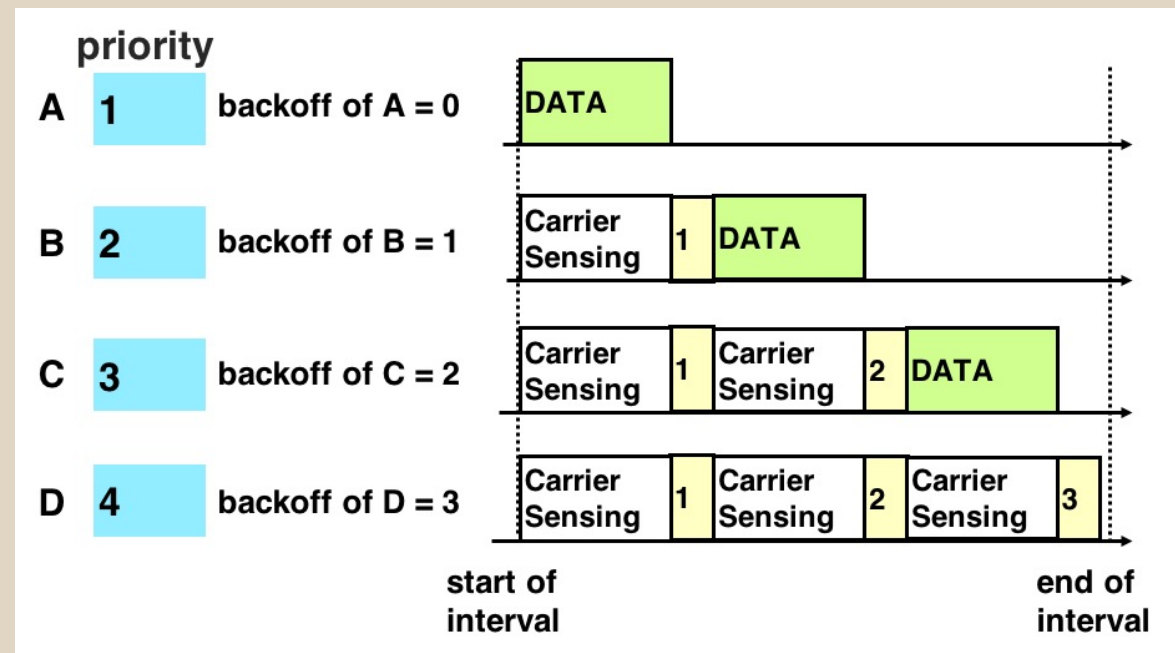 priority
A 1 backoff of A = 0 DATA
B 2 backoff of B = 1 Carrier Sensing 1 DATA
C 3 backoff of C = 2 Carrier Sensing 1 Carrier Sensing 2 DATA
D 4 backoff of D = 3 Carrier Sensing 1 Carrier Sensing 2 Carrier Sensing 3
start of interval
end of interval